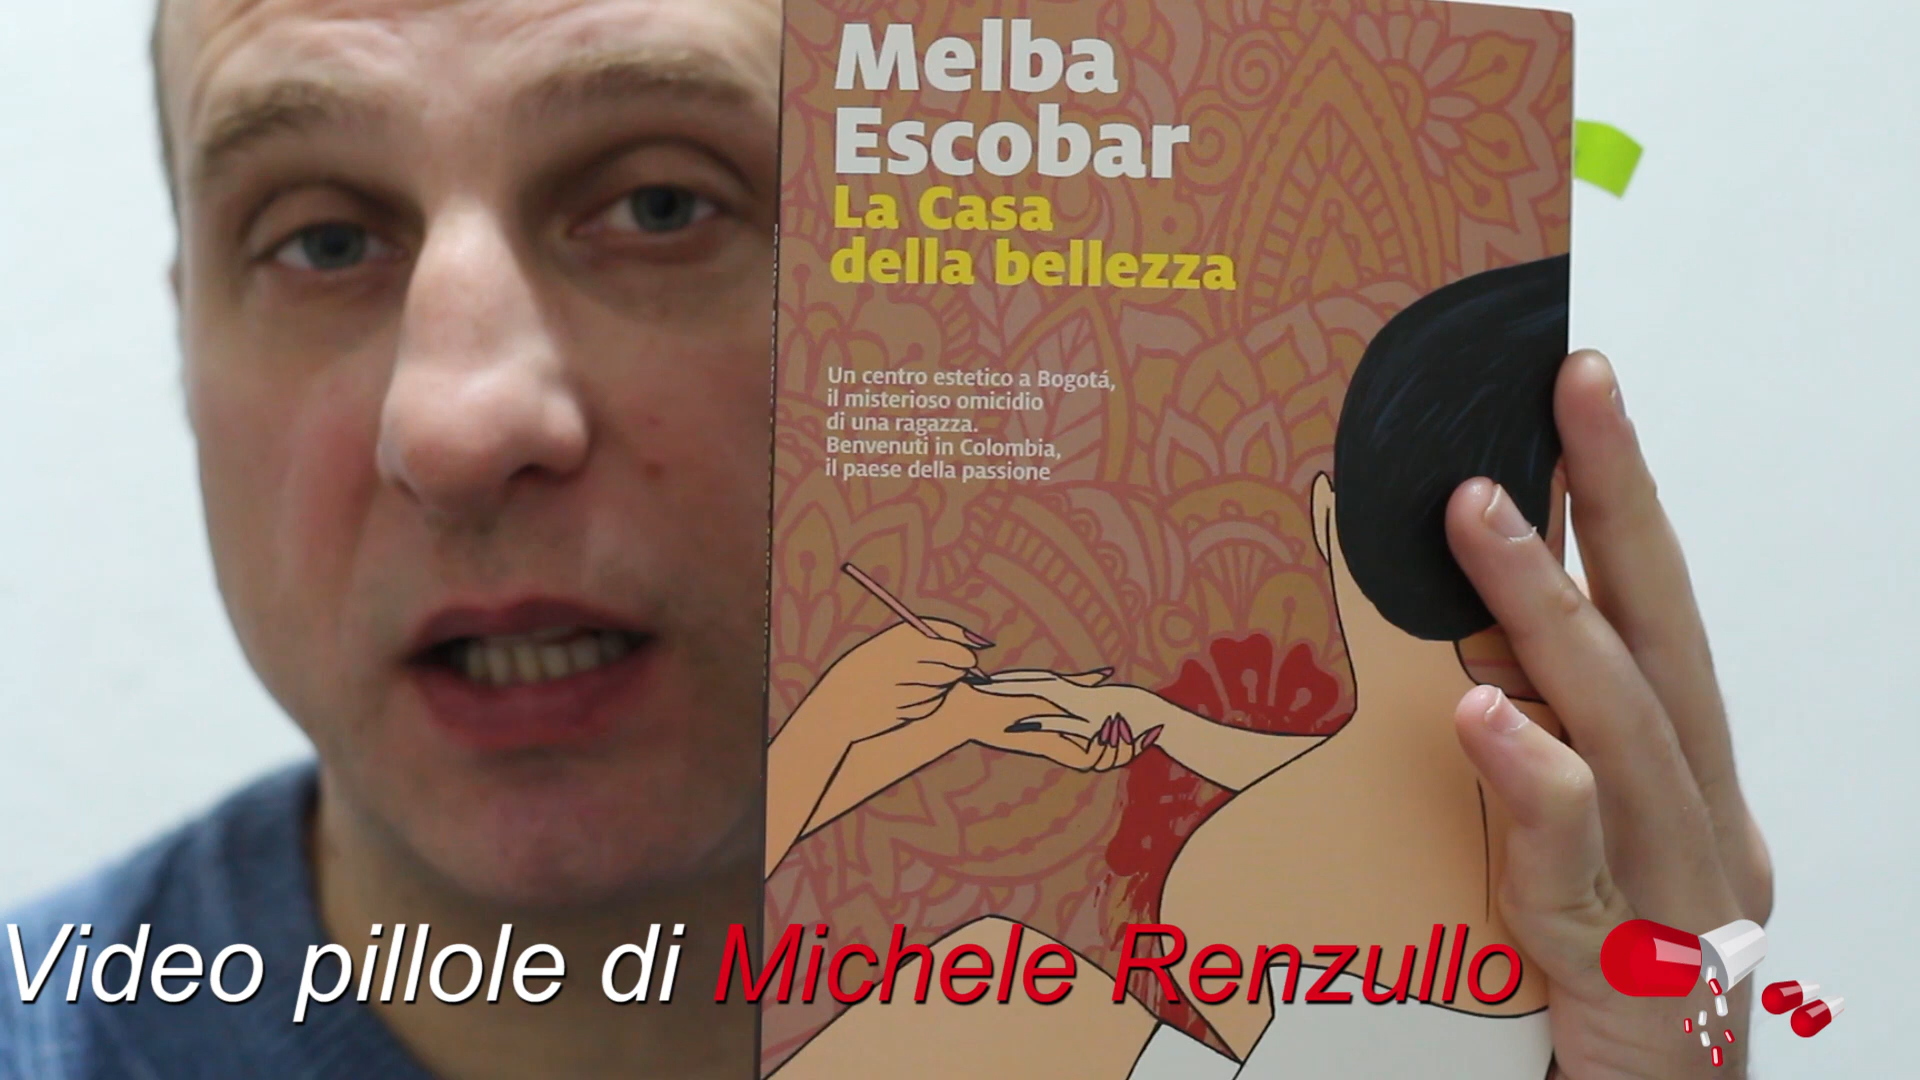 Melba
Escobar
La Casa
della bellezza
Un centro estetico a Bogotá,
il misterioso omicidio
di una ragazza.
Benvenuti in Colombia,
il paese della passione
Video pillole di Michele Renzullo